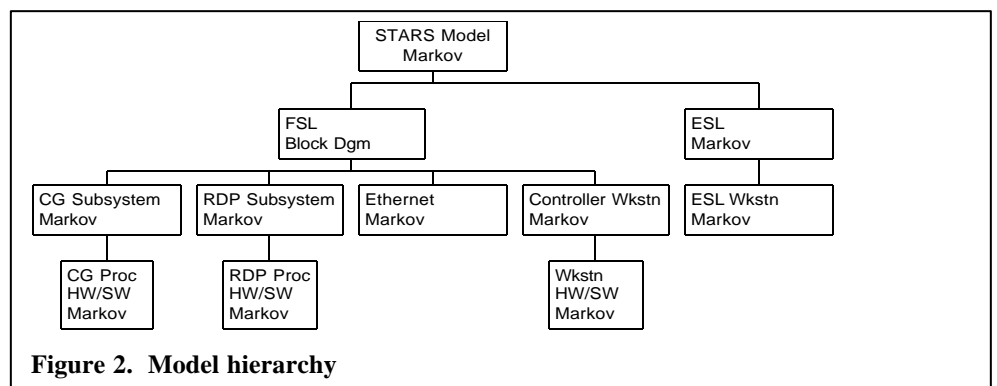 STARS Model
Markov
FSL
Block Dgm
ESL
Markov
CG Subsystem
Markov
RDP Subsystem
Markov
Ethernet
Markov
Controller Wkstn
Markov
ESL Wkstn
Markov
CG Proc
HW/SW
Markov
RDP Proc
HW/SW
Markov
Wkstn
HW/SW
Markov
Figure 2. Model hierarchy